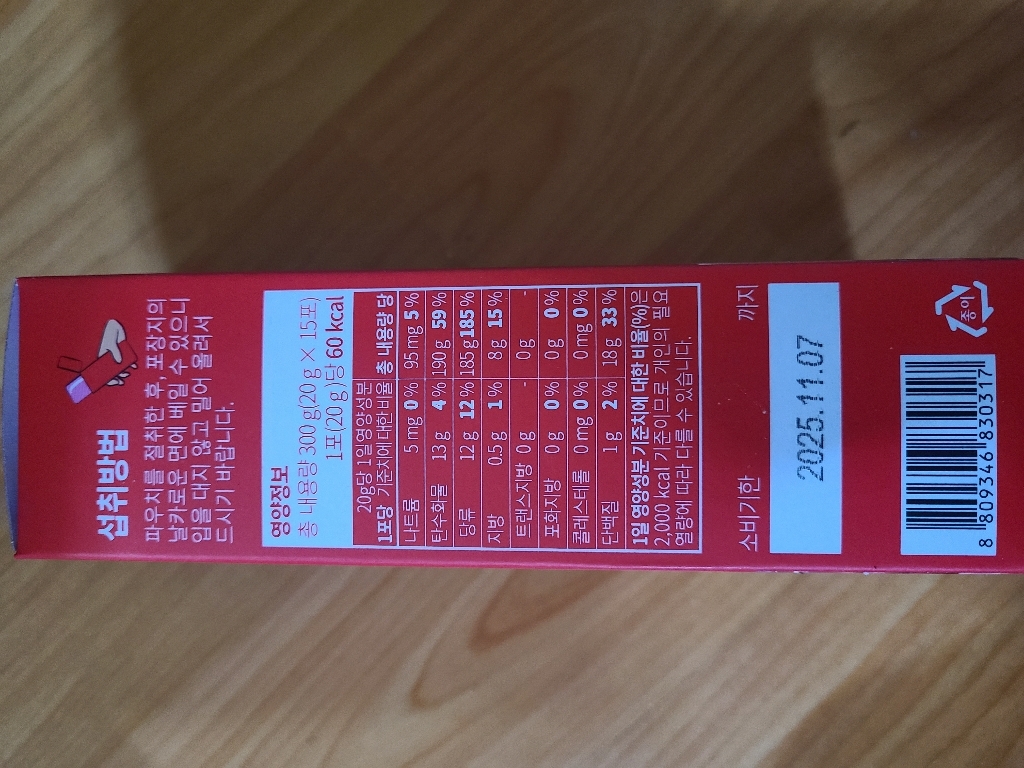 섭취방법
파우치를 절취한 후, 포장지의
날카로운 면에 베일 수 있으니
입을 대지 않고 밀어 올려서
드시기 바랍니다.
영양정보
총 내용량 300 g(20 g × 15포)
1포(20 g)당 60 kcal
20g당 1일 영양성분
1포당 기준치에 대한 비율 총 내용량 당
나트륨 5 mg 0 % 95 mg 5 %
탄수화물 13 g 4 % 190 g 59 %
당류 12 g 12 % 185 g 185 %
지방 0.5 g 1 % 8 g 15 %
트랜스지방 0 g - 0 g -
포화지방 0 g 0 % 0 g 0 %
콜레스테롤 0 mg 0 % 0 mg 0 %
단백질 1 g 2 % 18 g 33 %
1일 영양성분 기준치에 대한 비율(%)은
2,000 kcal 기준이므로 개인의 필요
열량에 따라 다를 수 있습니다.
소비기한 까지
2025.11.07
종이
8 809346 830317